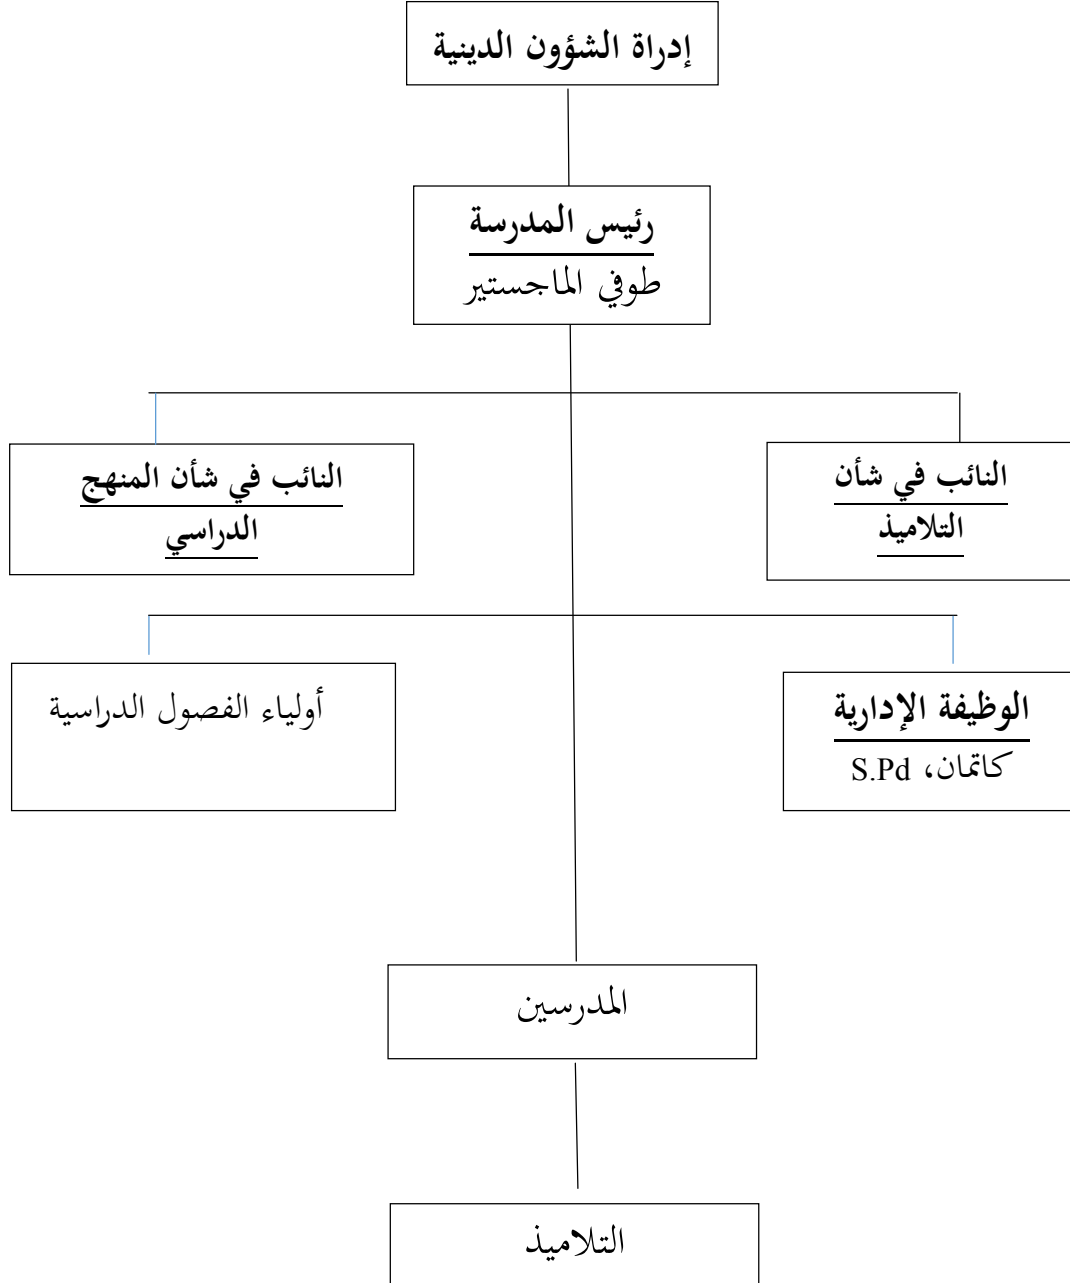 إدراة الشؤون الدينية
رئيس المدرسة
طوفي الماجستير
النائب في شأن
التلاميذ
النائب في شأن المنهج
الدراسي
الوظيفة الإدارية
كاتمان، S.Pd
أولياء الفصول الدراسية
المدرسين
التلاميذ